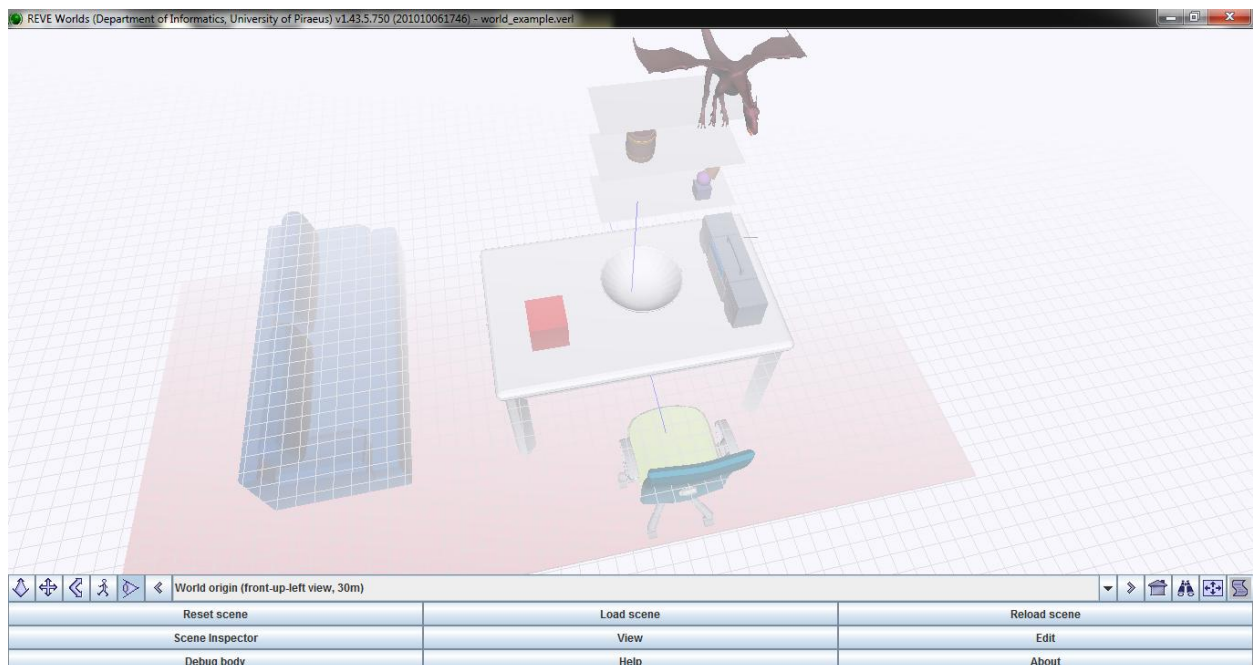 REVE Worlds (Department of Informatics, University of Piraeus) v1.43.5.750 (201010061746) - world_example.verl
World origin (front-up-left view, 30m)
Reset scene Load scene Reload scene
Scene Inspector View Edit
Debug body Help About